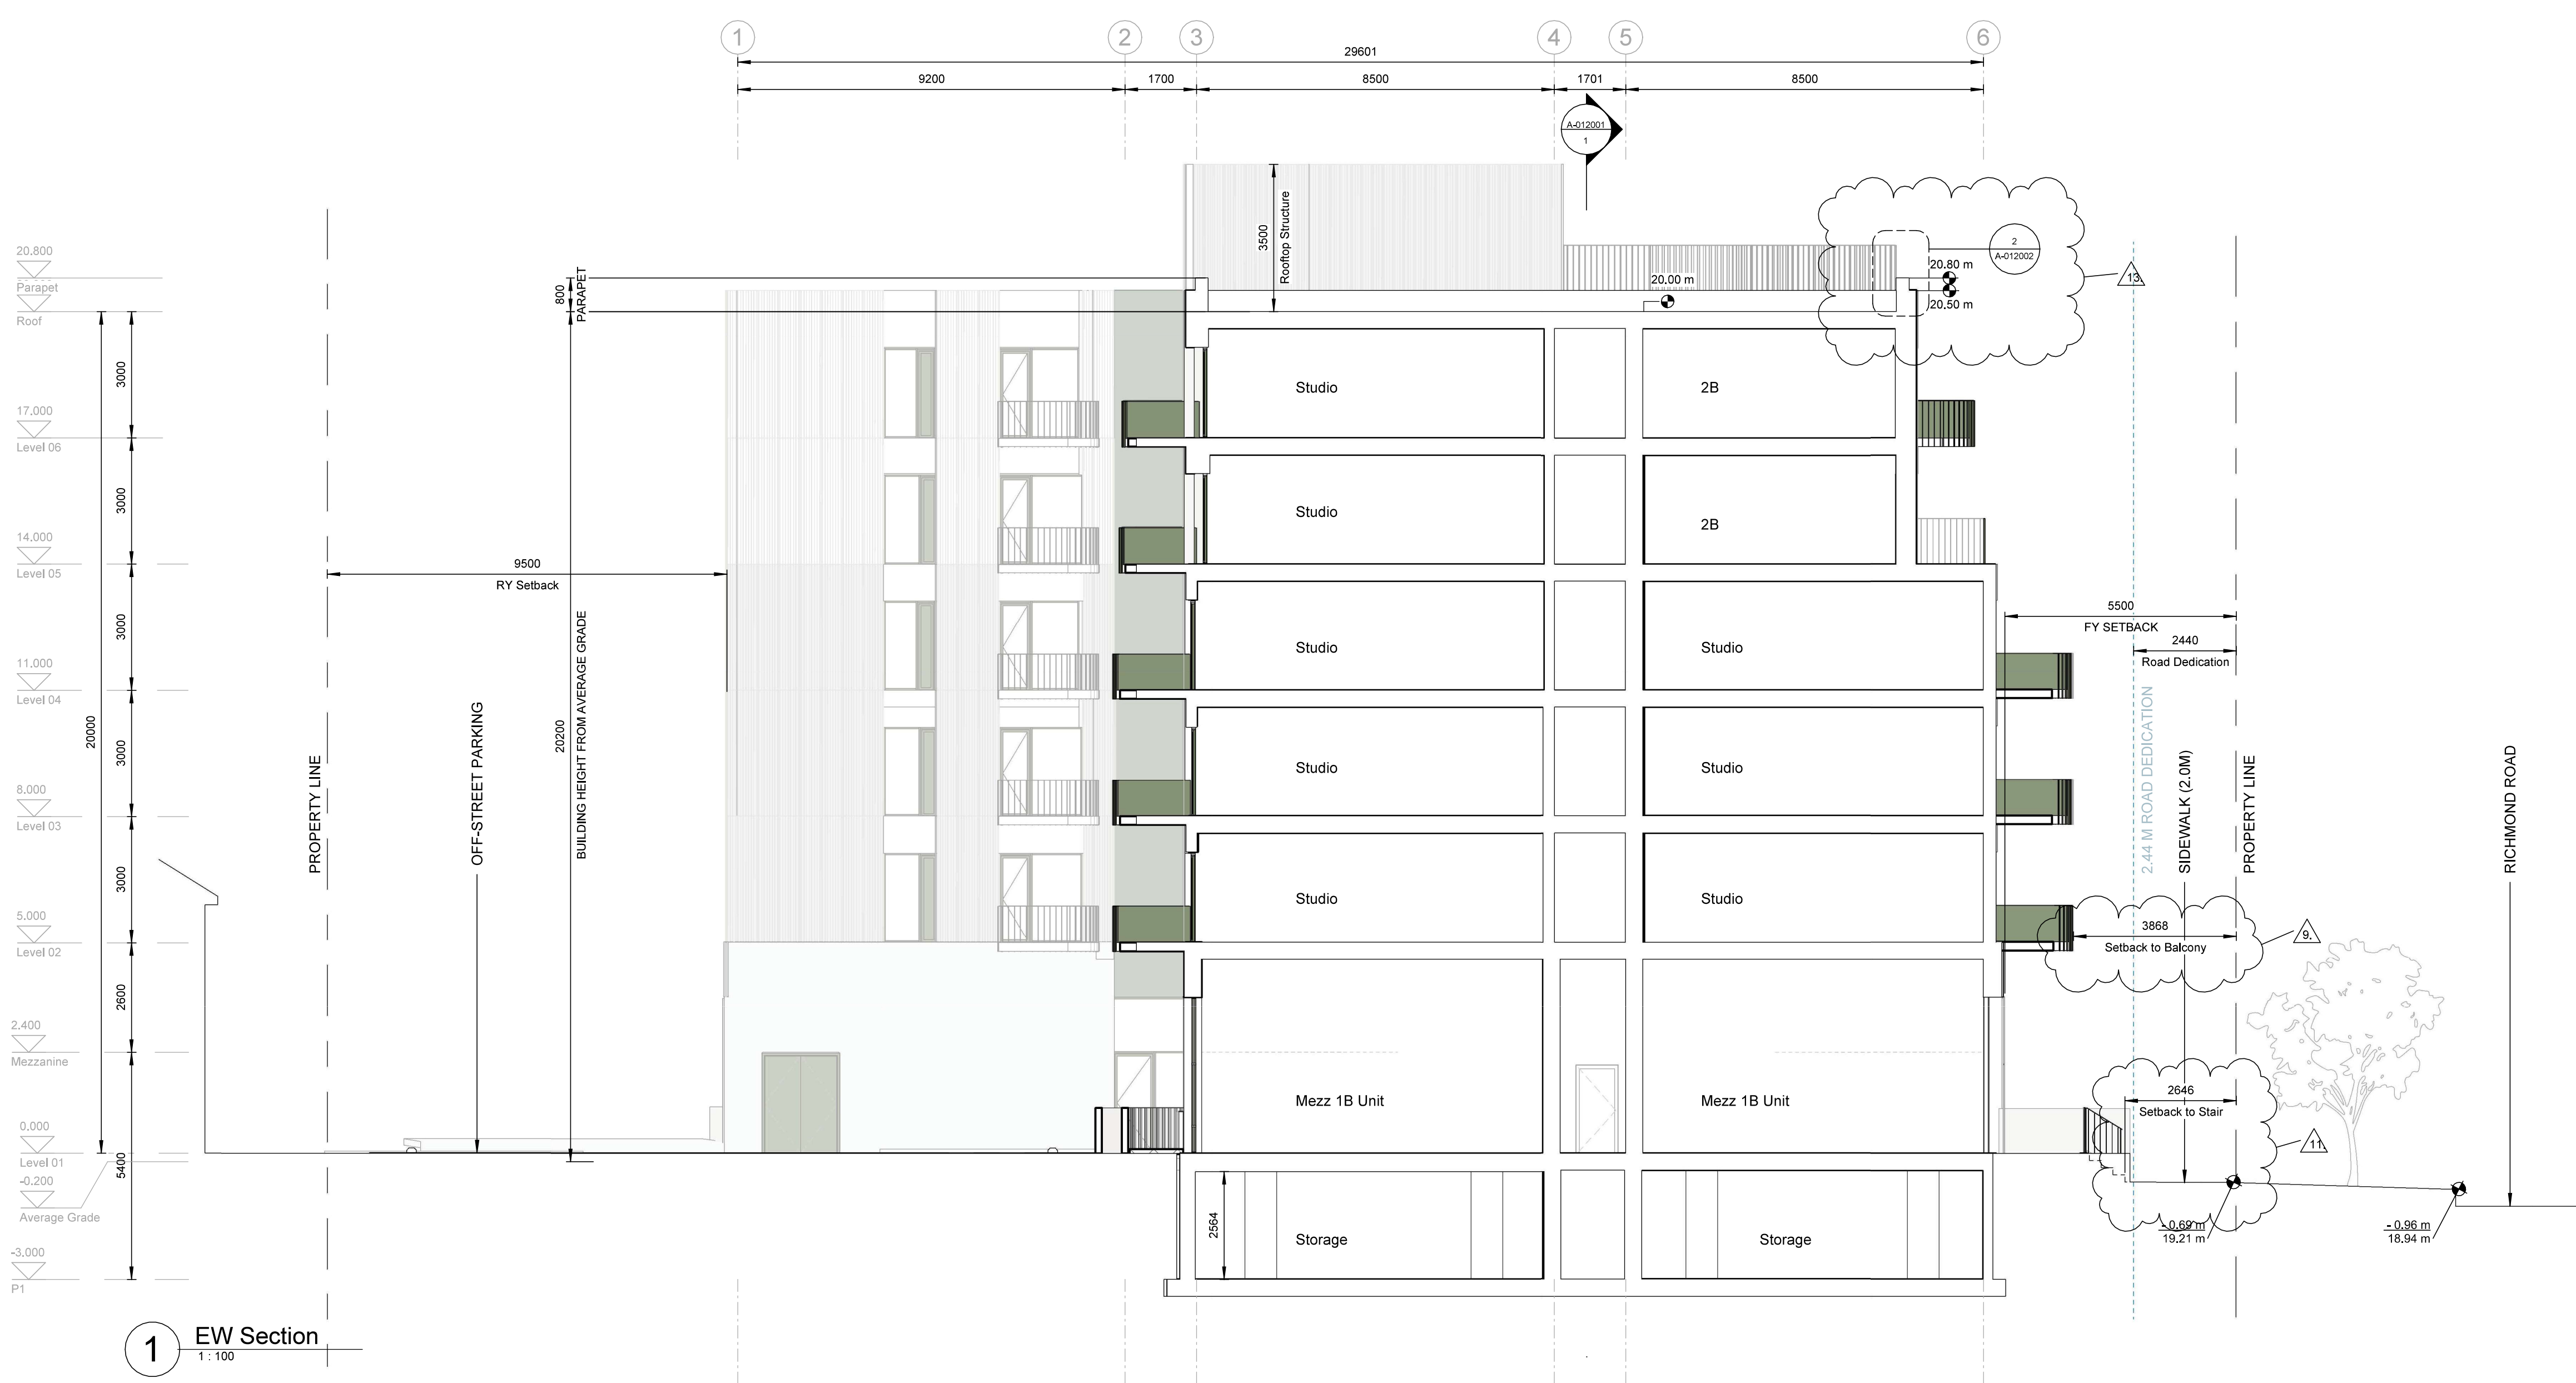 1
2
3
4
5
6
29601
9200
1700
8500
1701
8500
A-012001
1
3500
Rooftop Structure
20.800
Parapet
Roof
800
PARAPET
20.00 m
20.80 m
20.50 m
2
A-012002
13
3000
Studio
2B
17.000
Level 06
3000
Studio
2B
14.000
Level 05
9500
RY Setback
3000
Studio
Studio
5500
FY SETBACK
2440
Road Dedication
11.000
Level 04
20000
3000
20200
BUILDING HEIGHT FROM AVERAGE GRADE
PROPERTY LINE
OFF-STREET PARKING
Studio
Studio
2.44 M ROAD DEDICATION
SIDEWALK (2.0M)
PROPERTY LINE
RICHMOND ROAD
8.000
Level 03
3000
Studio
Studio
5.000
Level 02
3868
Setback to Balcony
9.
2600
2.400
Mezzanine
Mezz 1B Unit
Mezz 1B Unit
2646
Setback to Stair
11
0.000
Level 01
5400
-0.200
Average Grade
2564
Storage
Storage
- 0.69 m
19.21 m
- 0.96 m
18.94 m
-3.000
P1
1
EW Section
1 : 100